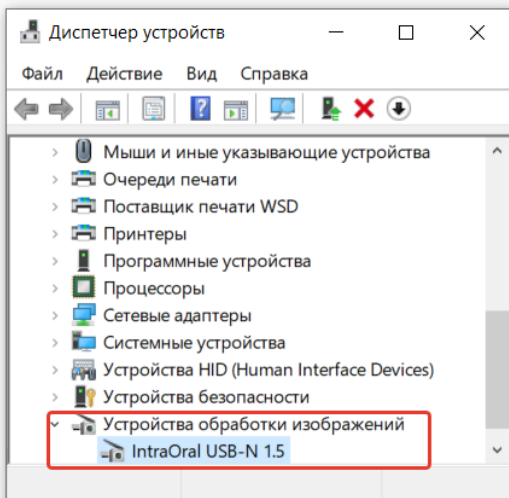 Диспетчер устройств
Файл Действие Вид Справка
Мыши и иные указывающие устройства
Очереди печати
Поставщик печати WSD
Принтеры
Программные устройства
Процессоры
Сетевые адаптеры
Системные устройства
Устройства HID (Human Interface Devices)
Устройства безопасности
Устройства обработки изображений
IntraOral USB-N 1.5